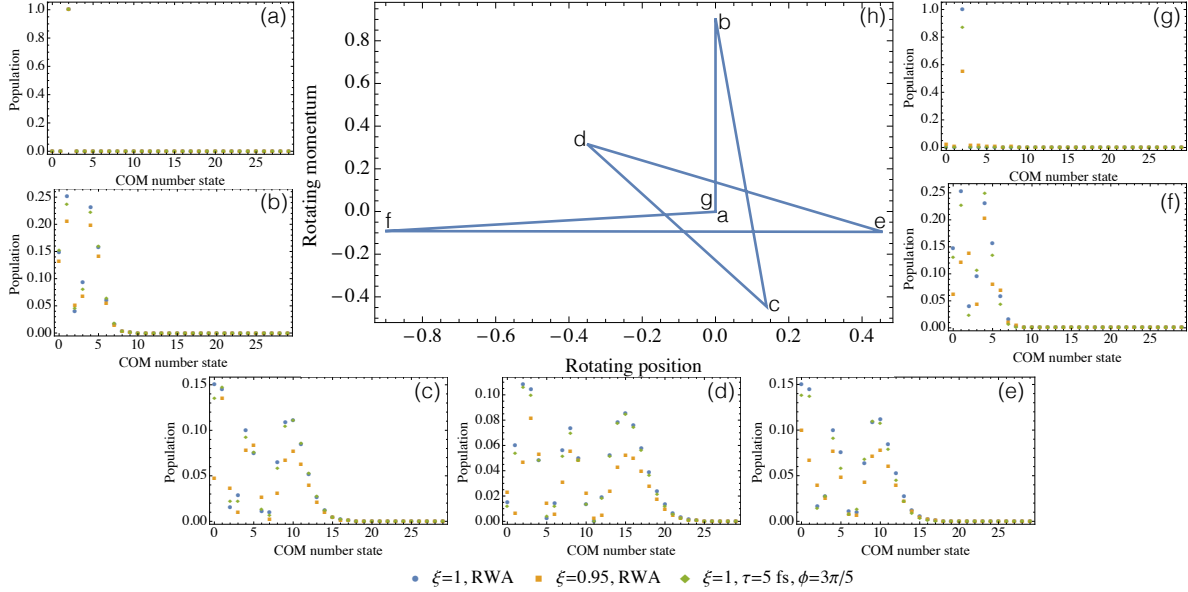 (a)
Population
1.0
0.8
0.6
0.4
0.2
0.0
0 5 10 15 20 25
COM number state
(b)
Population
0.25
0.20
0.15
0.10
0.05
0.00
0 5 10 15 20 25
COM number state
(h)
Rotating momentum
0.8
0.6
0.4
0.2
0.0
−0.2
−0.4
b
d
g
a
f
e
c
−0.8 −0.6 −0.4 −0.2 0.0 0.2 0.4
Rotating position
(g)
Population
1.0
0.8
0.6
0.4
0.2
0.0
0 5 10 15 20 25
COM number state
(f)
Population
0.25
0.20
0.15
0.10
0.05
0.00
0 5 10 15 20 25
COM number state
(c)
Population
0.15
0.10
0.05
0.00
0 5 10 15 20 25
COM number state
(d)
Population
0.10
0.08
0.06
0.04
0.02
0.00
0 5 10 15 20 25
COM number state
(e)
Population
0.15
0.10
0.05
0.00
0 5 10 15 20 25
COM number state
ξ=1, RWA ξ=0.95, RWA ξ=1, τ=5 fs, ϕ=3π/5